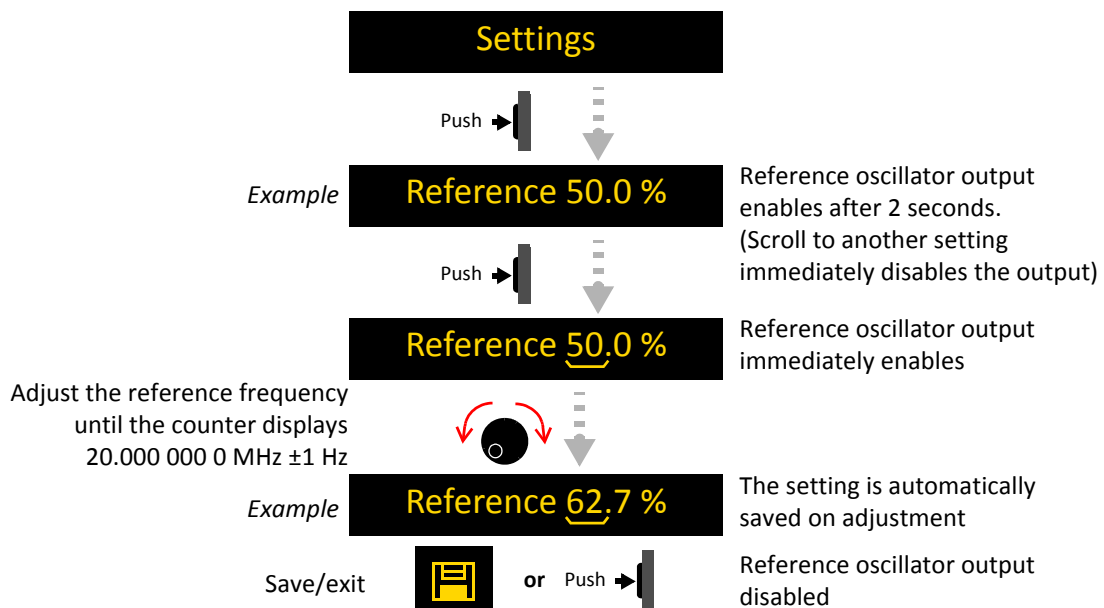 Settings
Push
Example
Reference 50.0 %
Reference oscillator output
enables after 2 seconds.
(Scroll to another setting
immediately disables the output)
Push
Reference 50.0 %
Reference oscillator output
immediately enables
Adjust the reference frequency
until the counter displays
20.000 000 0 MHz ±1 Hz
Example
Reference 62.7 %
The setting is automatically
saved on adjustment
Save/exit
or Push
Reference oscillator output
disabled